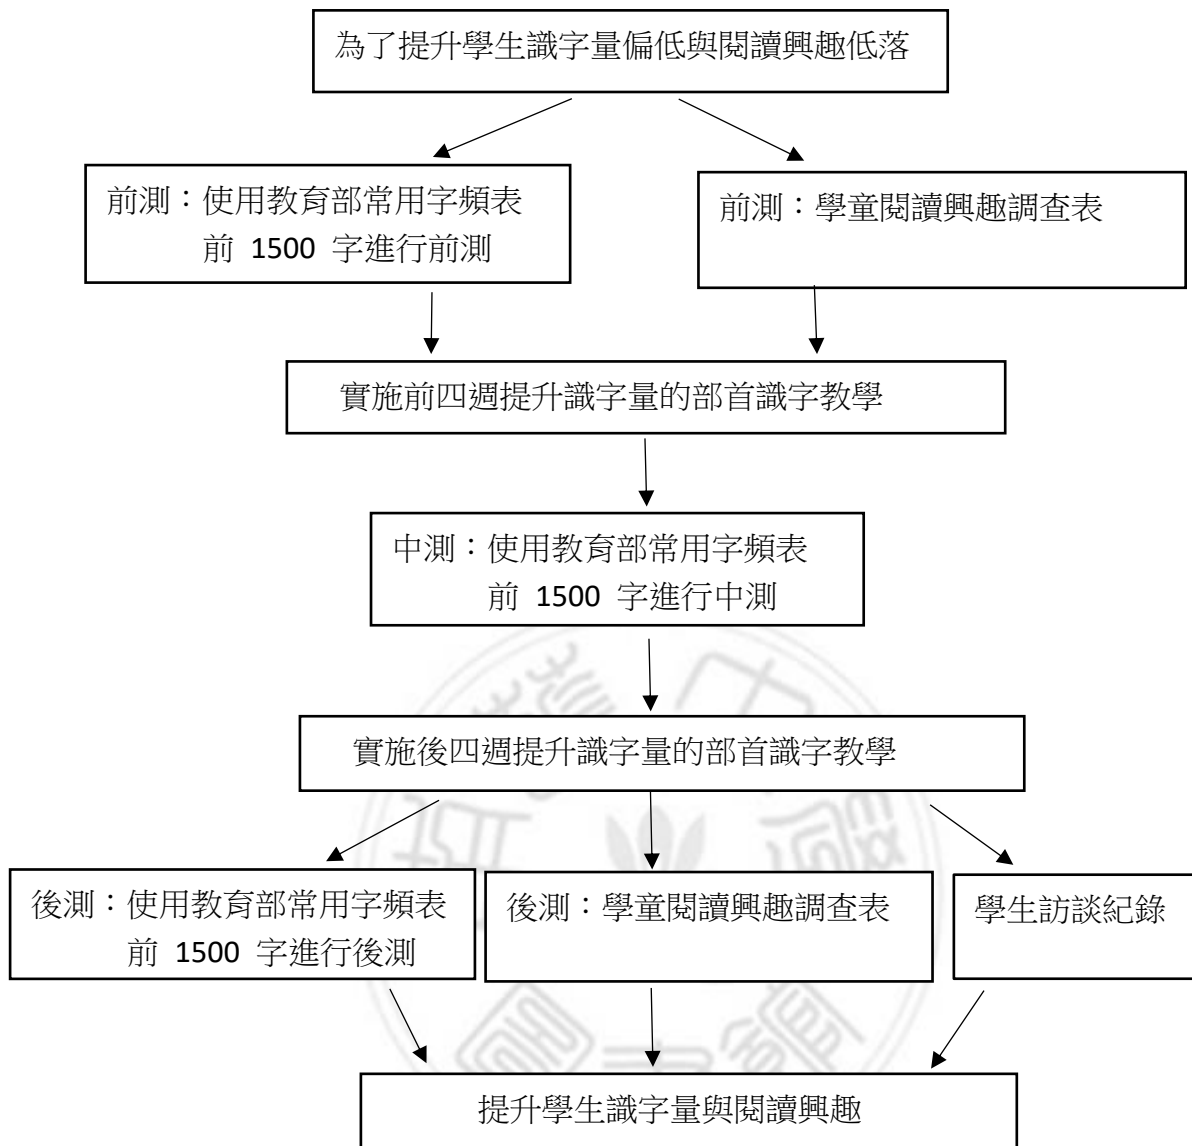 為了提升學生識字量偏低與閱讀興趣低落
前測：使用教育部常用字頻表
前 1500 字進行前測
前測：學童閱讀興趣調查表
實施前四週提升識字量的部首識字教學
中測：使用教育部常用字頻表
前 1500 字進行中測
實施後四週提升識字量的部首識字教學
後測：使用教育部常用字頻表
前 1500 字進行後測
後測：學童閱讀興趣調查表
學生訪談紀錄
提升學生識字量與閱讀興趣